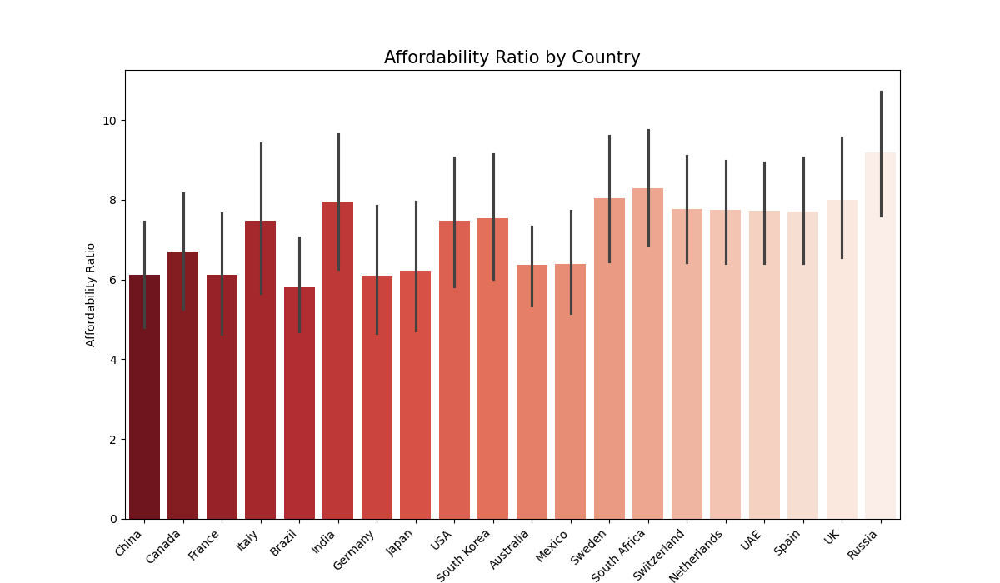 Affordability Ratio by Country
Affordability Ratio
10
8
6
4
2
0
China
Canada
France
Italy
Brazil
India
Germany
Japan
USA
South Korea
Australia
Mexico
Sweden
South Africa
Switzerland
Netherlands
UAE
Spain
UK
Russia